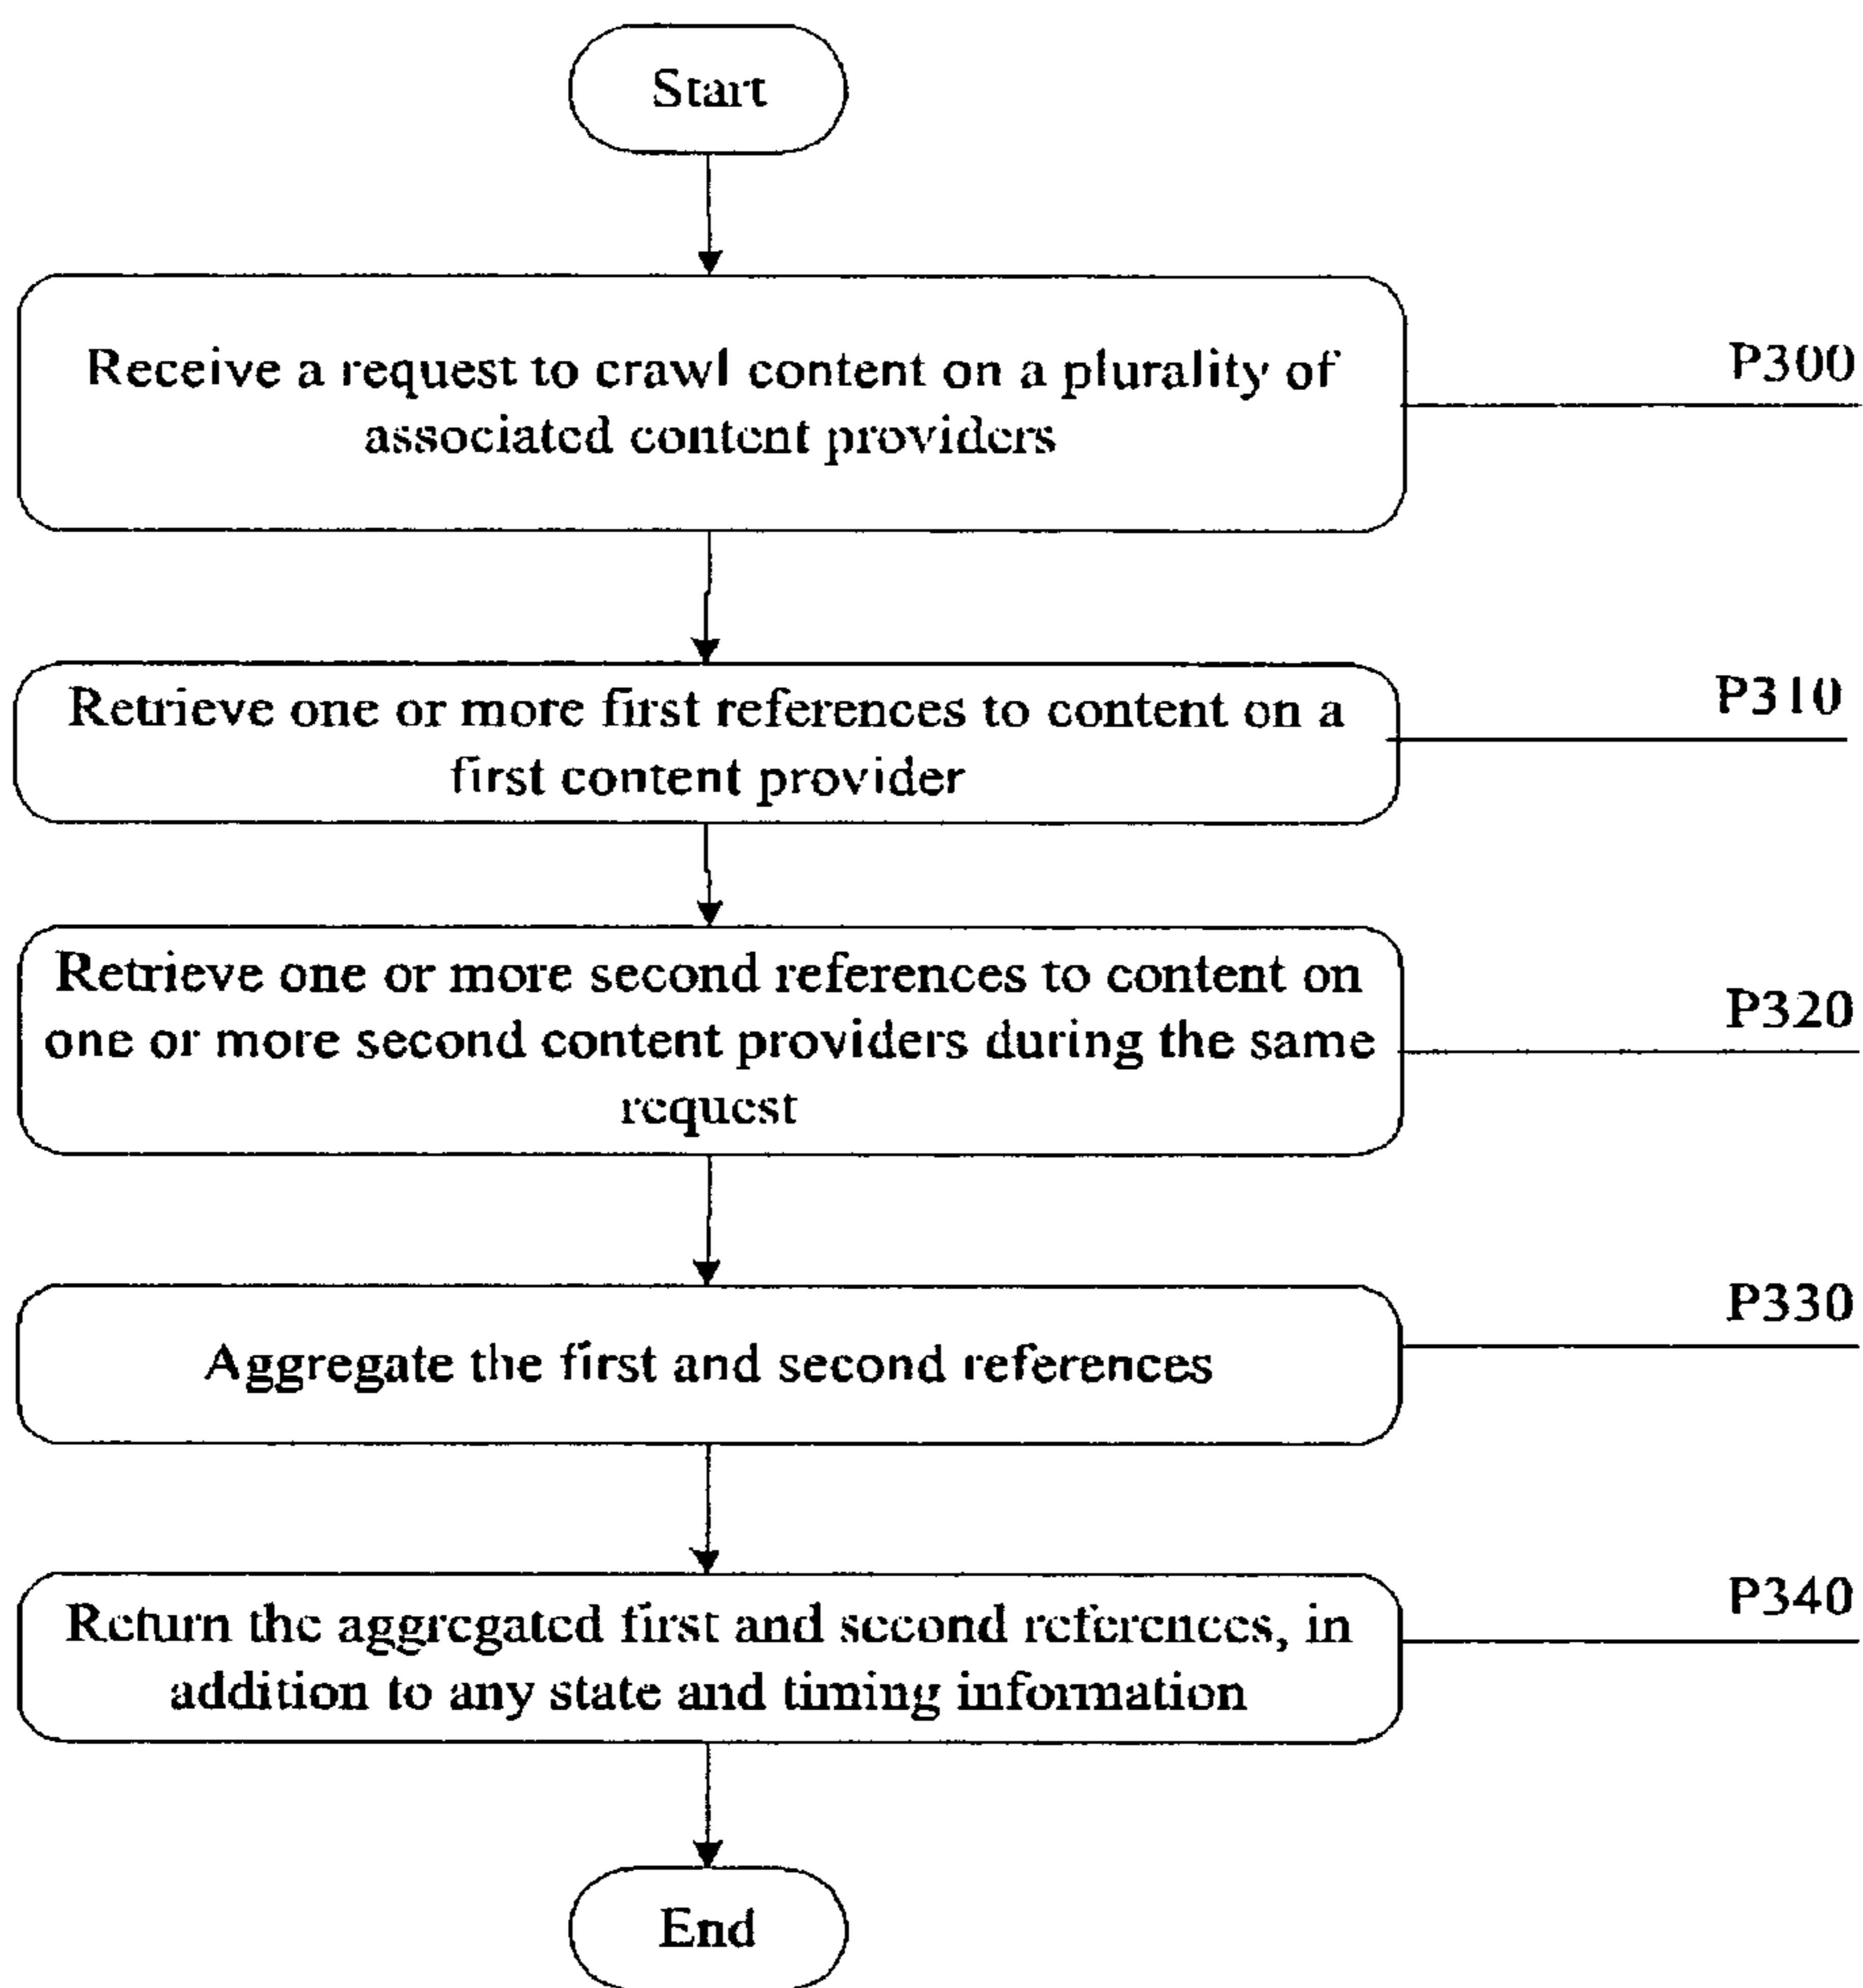 Start
Receive a request to crawl content on a plurality of
associated content providers
P300
Retrieve one or more first references to content on a
first content provider
P310
Retrieve one or more second references to content on
one or more second content providers during the same
request
P320
Aggregate the first and second references
P330
Return the aggregated first and second references, in
addition to any state and timing information
P340
End